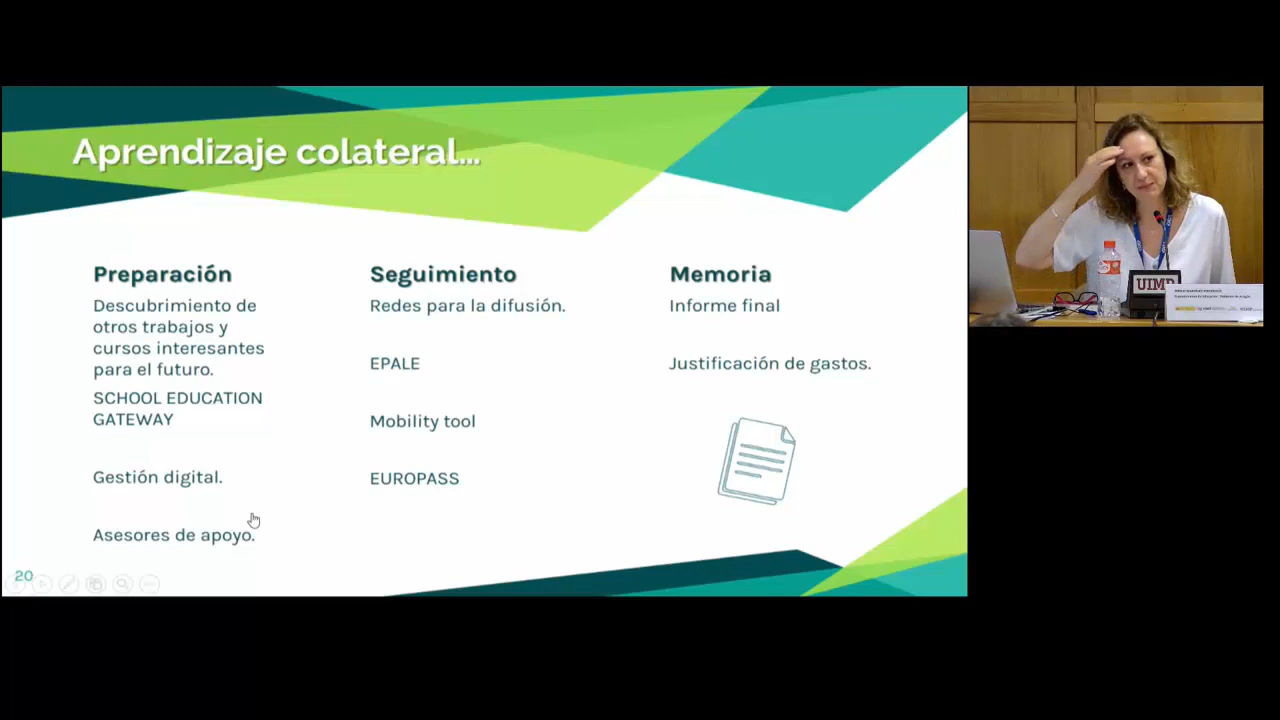 Aprendizaje colateral...
Preparación
Descubrimiento de
otros trabajos y
cursos interesantes
para el futuro.
SCHOOL EDUCATION
GATEWAY
Gestión digital.
Asesores de apoyo.
Seguimiento
Redes para la difusión.
EPALE
Mobility tool
EUROPASS
Memoria
Informe final
Justificación de gastos.
20
UIMP